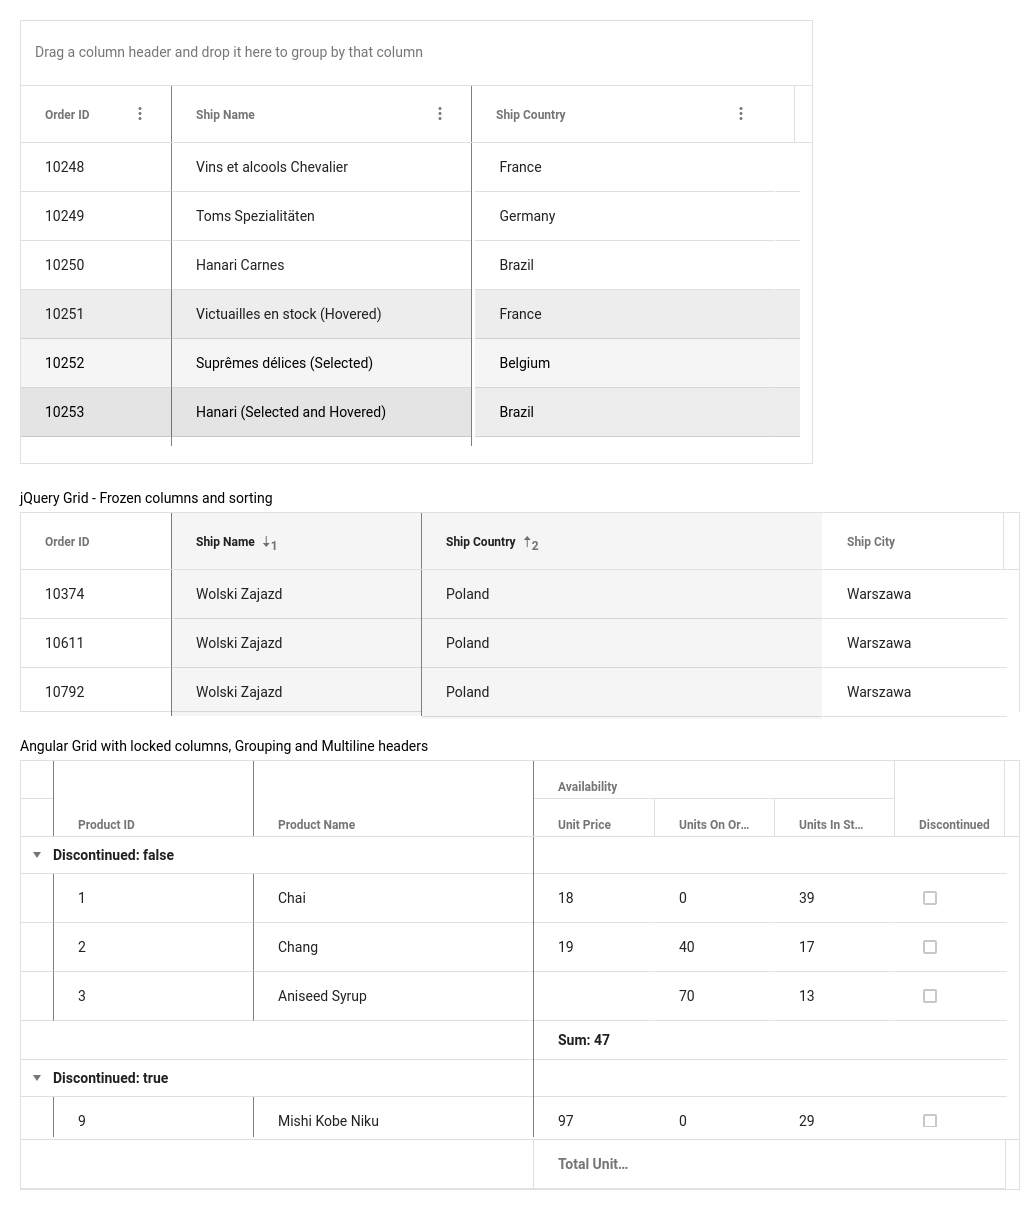 Drag a column header and drop it here to group by that column
Order ID Ship Name Ship Country
10248 Vins et alcools Chevalier France
10249 Toms Spezialitäten Germany
10250 Hanari Carnes Brazil
10251 Victuailles en stock (Hovered) France
10252 Suprêmes délices (Selected) Belgium
10253 Hanari (Selected and Hovered) Brazil
jQuery Grid - Frozen columns and sorting
Order ID Ship Name ↓1 Ship Country ↑2 Ship City
10374 Wolski Zajazd Poland Warszawa
10611 Wolski Zajazd Poland Warszawa
10792 Wolski Zajazd Poland Warszawa
Angular Grid with locked columns, Grouping and Multiline headers
Availability
Product ID Product Name Unit Price Units On Or... Units In St... Discontinued
Discontinued: false
1 Chai 18 0 39
2 Chang 19 40 17
3 Aniseed Syrup 70 13
Sum: 47
Discontinued: true
9 Mishi Kobe Niku 97 0 29
Total Unit...